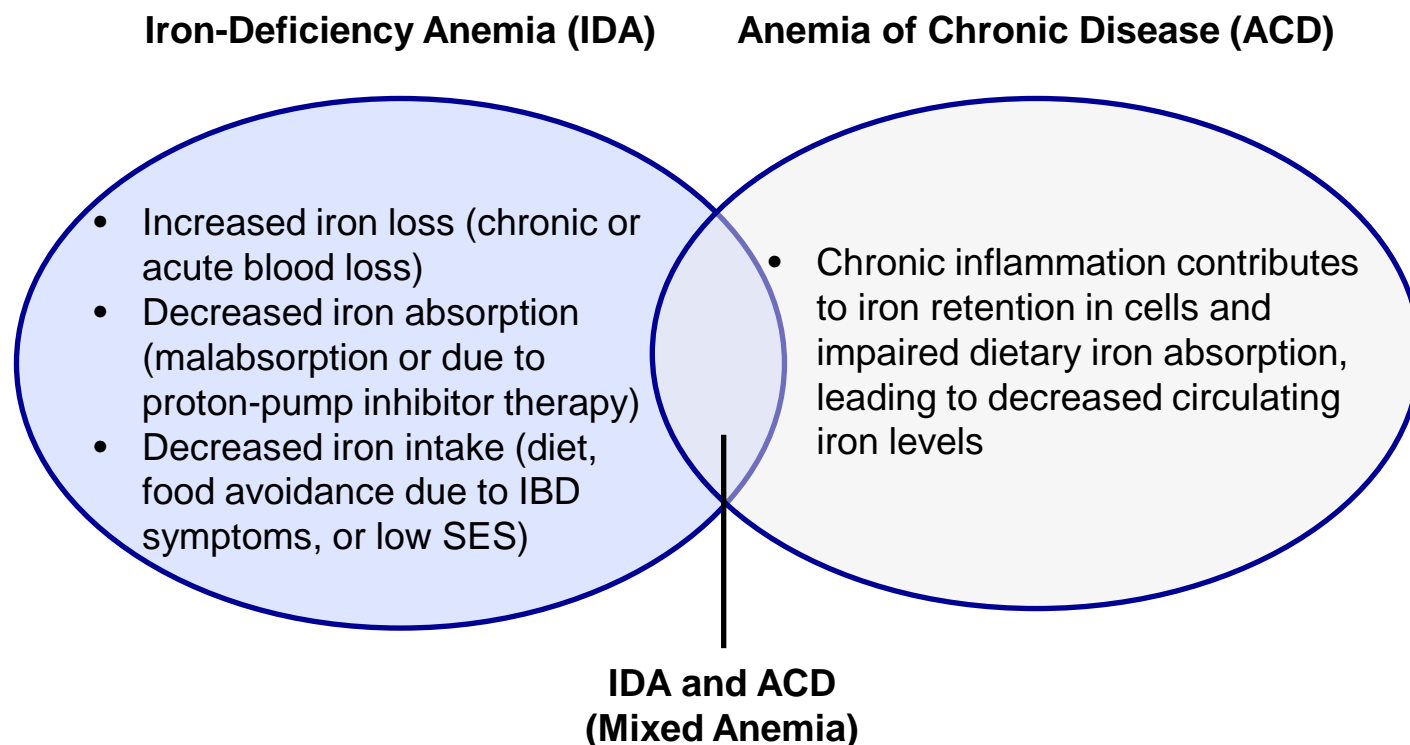 Iron-Deficiency Anemia (IDA)
Anemia of Chronic Disease (ACD)
• Increased iron loss (chronic or
acute blood loss)
• Decreased iron absorption
(malabsorption or due to
proton-pump inhibitor therapy)
• Decreased iron intake (diet,
food avoidance due to IBD
symptoms, or low SES)
• Chronic inflammation contributes
to iron retention in cells and
impaired dietary iron absorption,
leading to decreased circulating
iron levels
IDA and ACD
(Mixed Anemia)